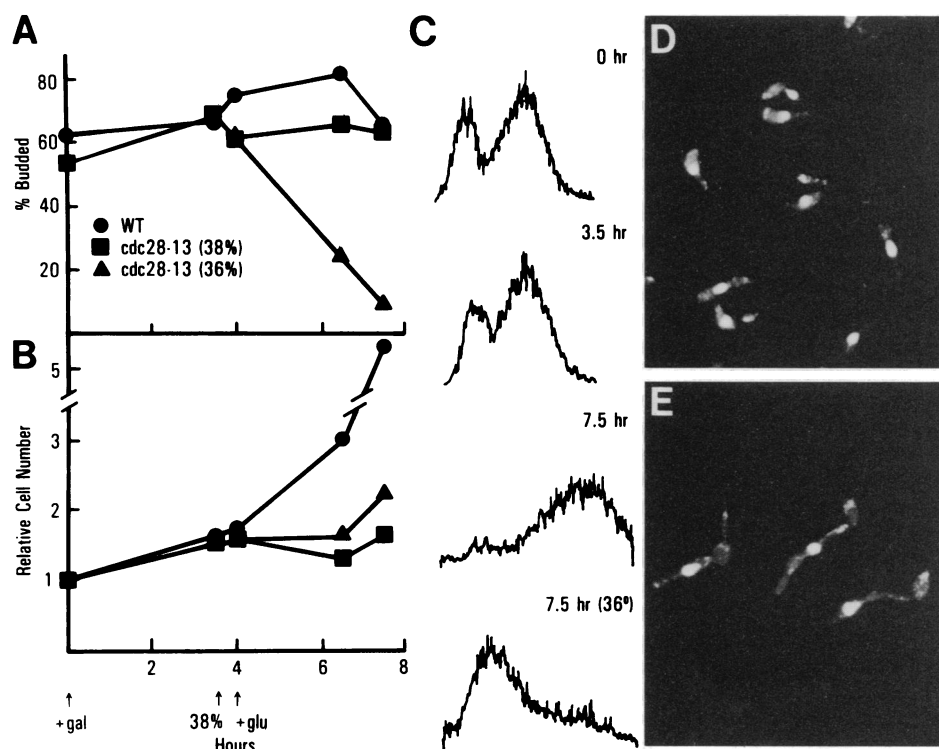 A
80
60
40
20
% Budded
WT
cdc28-13 (38%)
cdc28-13 (36%)
B
5
3
2
1
Relative Cell Number
2 4 6 8
+gal 38% +glu
Hours
C
0 hr
3.5 hr
7.5 hr
7.5 hr (36º)
D
E